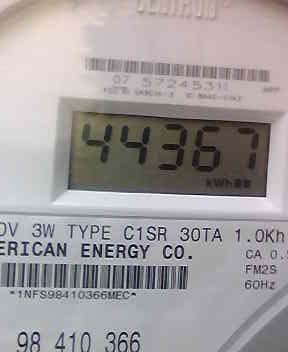 CENTRON
07 57245311
44367
kWh
0V 3W TYPE C1SR 30TA 1.0Kh
ERICAN ENERGY CO.
CA 0.5
FM2S
60Hz
*1NFS98410366MEC*
98 410 366